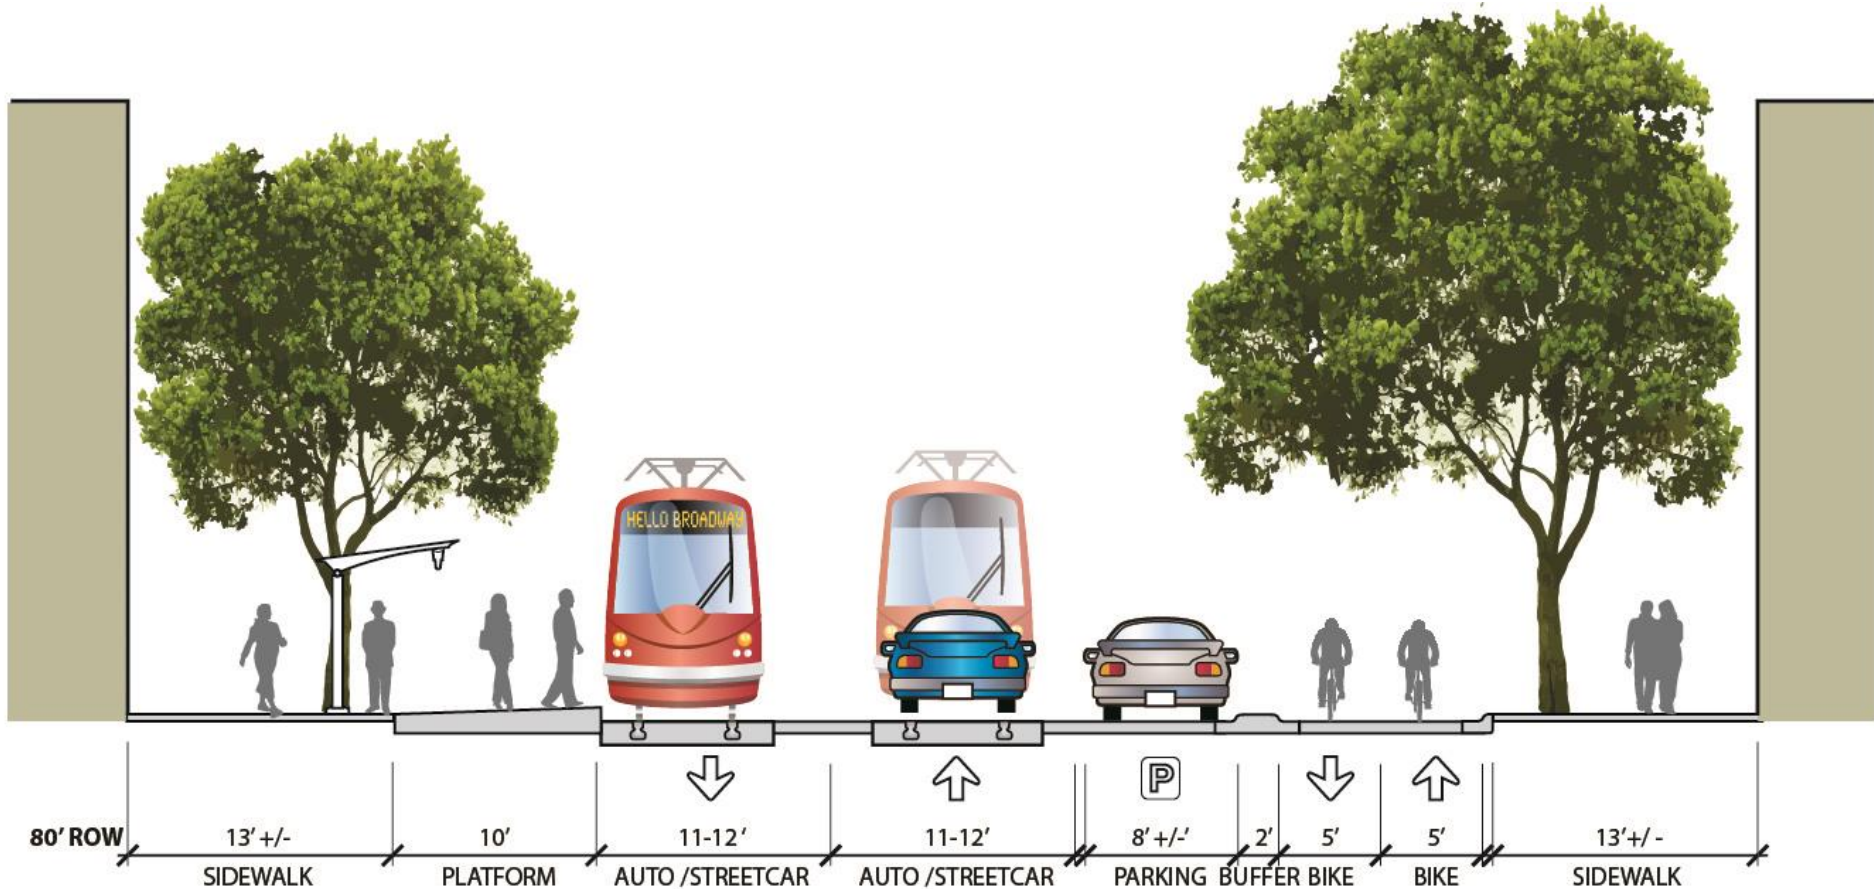 HELLO BROADWAY
P
80' ROW 13' +/- 10' 11-12 ' 11-12' 8' +/-' 2' 5' 5' 13'+/ -
SIDEWALK PLATFORM AUTO /STREETCAR AUTO /STREETCAR PARKING BUFFER BIKE BIKE SIDEWALK